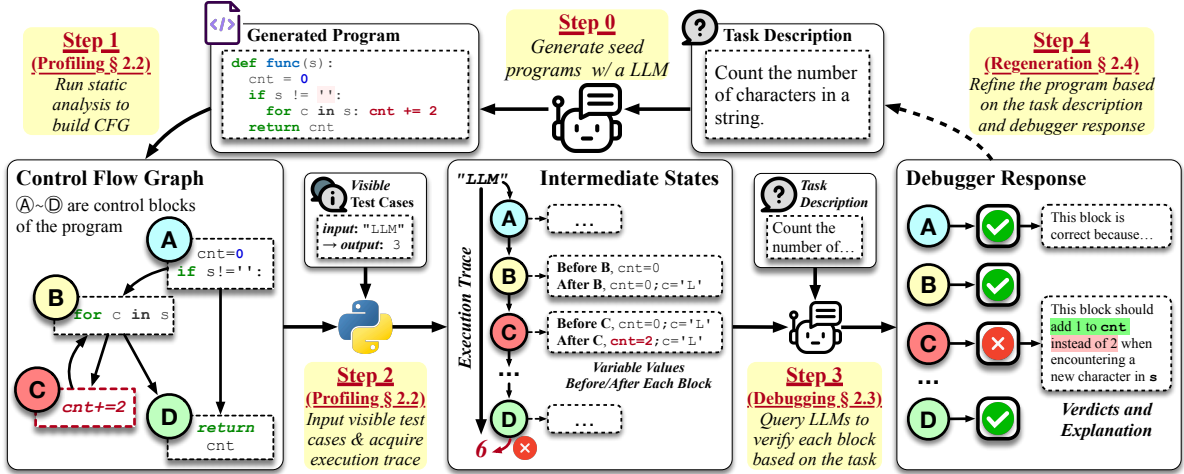 Step 1
(Profiling § 2.2)
Run static
analysis to
build CFG
</>
Generated Program
def func(s):
cnt = 0
if s != '':
for c in s: cnt += 2
return cnt
Step 0
Generate seed
programs w/ a LLM
?
Task Description
Count the number
of characters in a
string.
Step 4
(Regeneration § 2.4)
Refine the program based
on the task description
and debugger response
Control Flow Graph
Ⓐ~Ⓓ are control blocks
of the program
A
cnt=0
if s!='':
B
for c in s
C
cnt+=2
D
return
cnt
Visible
Test Cases
input: "LLM"
→ output: 3
Step 2
(Profiling § 2.2)
Input visible test
cases & acquire
execution trace
Intermediate States
"LLM"
Execution Trace
A
...
B
Before B, cnt=0
After B, cnt=0;c='L'
C
Before C, cnt=0;c='L'
After C, cnt=2;c='L'
...
Variable Values
Before/After Each Block
D
...
6
?
Task
Description
Count the
number of…
Step 3
(Debugging § 2.3)
Query LLMs to
verify each block
based on the task
Debugger Response
A
This block is
correct because…
B
C
This block should
add 1 to cnt
instead of 2 when
encountering a
new character in s
...
D
Verdicts and
Explanation